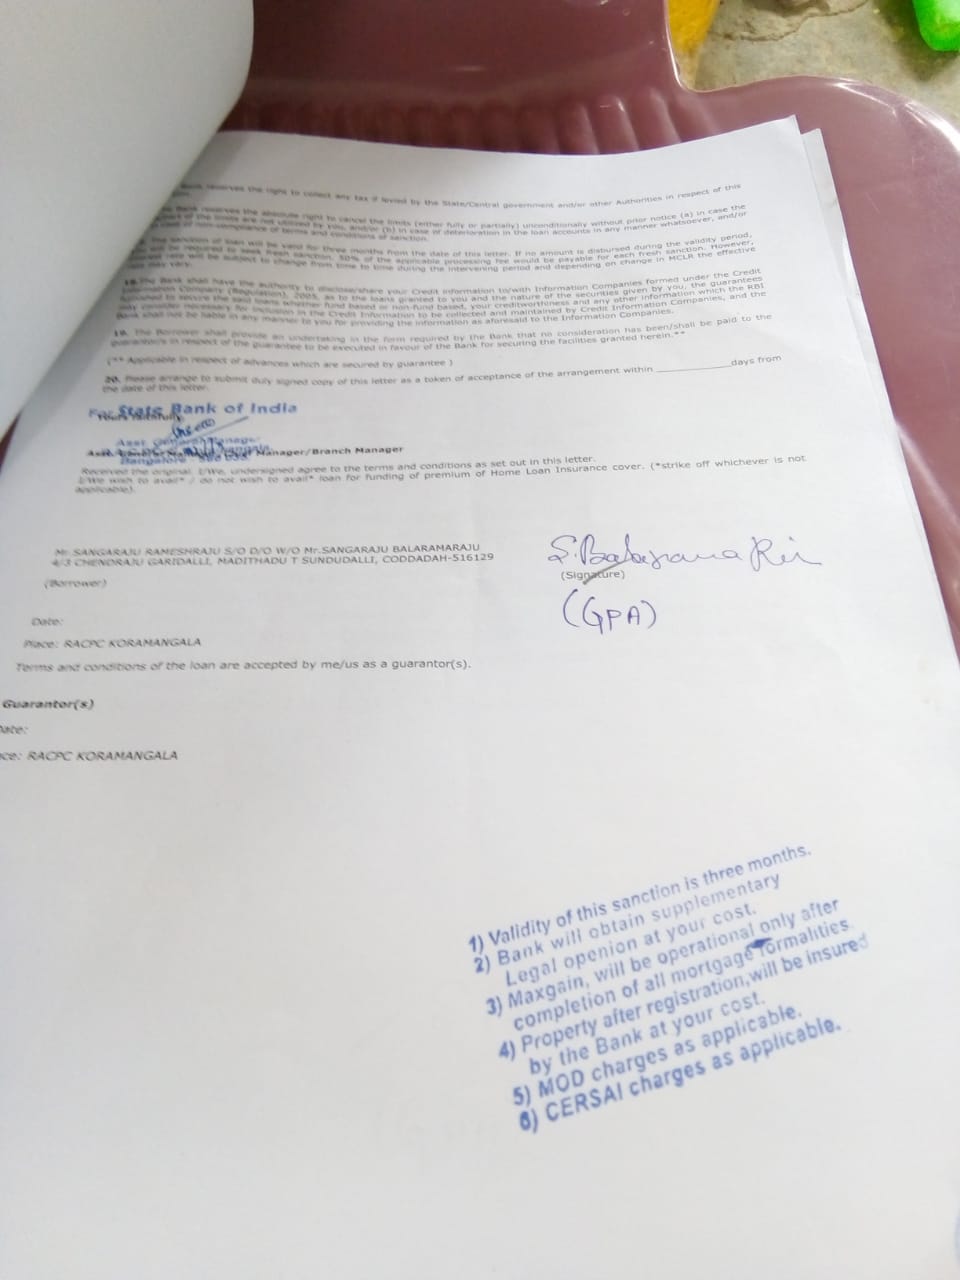 Bank reserves the right to collect any tax if levied by the State/Central government and/or other Authorities in respect of this
Bank reserves the absolute right to cancel the limits (either fully or partially) unconditionally without prior notice (a) in case the
of the limits are not utilized by you, and/or (b) in case of deterioration in the loan accounts in any manner whatsoever, and/or
of non-compliance of terms and conditions of sanction.
The sanction of loan will be valid for three months from the date of this letter. If no amount is disbursed during the validity period,
will be required to seek fresh sanction. 50% of the applicable processing fee would be payable for each fresh sanction. However,
rate will be subject to change from time to time during the intervening period and depending on change in MCLR the effective
rate may vary.
18. The Bank shall have the authority to disclose/share your Credit information to/with Information Companies formed under the Credit
Information Company (Regulation), 2005, as to the loans granted to you and the nature of the securities given by you, the guarantees
furnished to secure the said loans whether fund based or non-fund based, your creditworthiness and any other information which the RBI
may consider necessary for inclusion in the Credit Information to be collected and maintained by Credit Information Companies, and the
Bank shall not be liable in any manner to you for providing the information as aforesaid to the Information Companies.
19. The Borrower shall provide an undertaking in the form required by the Bank that no consideration has been/shall be paid to the
guarantor/s in respect of the guarantee to be executed in favour of the Bank for securing the facilities granted herein.**
(** Applicable in respect of advances which are secured by guarantee )
20. Please arrange to submit duly signed copy of this letter as a token of acceptance of the arrangement within ____________days from
the date of this letter.
For State Bank of India
Yours faithfully,
Manager/Branch Manager
Received the original. I/We, undersigned agree to the terms and conditions as set out in this letter.
I/We wish to avail* / do not wish to avail* loan for funding of premium of Home Loan Insurance cover. (*strike off whichever is not
applicable).
Mr.SANGARAJU RAMESHRAJU S/O D/O W/O Mr.SANGARAJU BALARAMARAJU
4/3 CHENDRAJU GARIDALLI, MADITHADU T SUNDUDALLI, CODDADAH-516129
(Borrower)
S. Balarama
(Signature)
(GPA)
Date:
Place: RACPC KORAMANGALA
Terms and conditions of the loan are accepted by me/us as a guarantor(s).
Guarantor(s)
Date:
ace: RACPC KORAMANGALA
1) Validity of this sanction is three months.
2) Bank will obtain supplementary
Legal openion at your cost.
3) Maxgain, will be operational only after
completion of all mortgage formalities
4) Property after registration,will be insured
by the Bank at your cost.
5) MOD charges as applicable.
6) CERSAI charges as applicable.